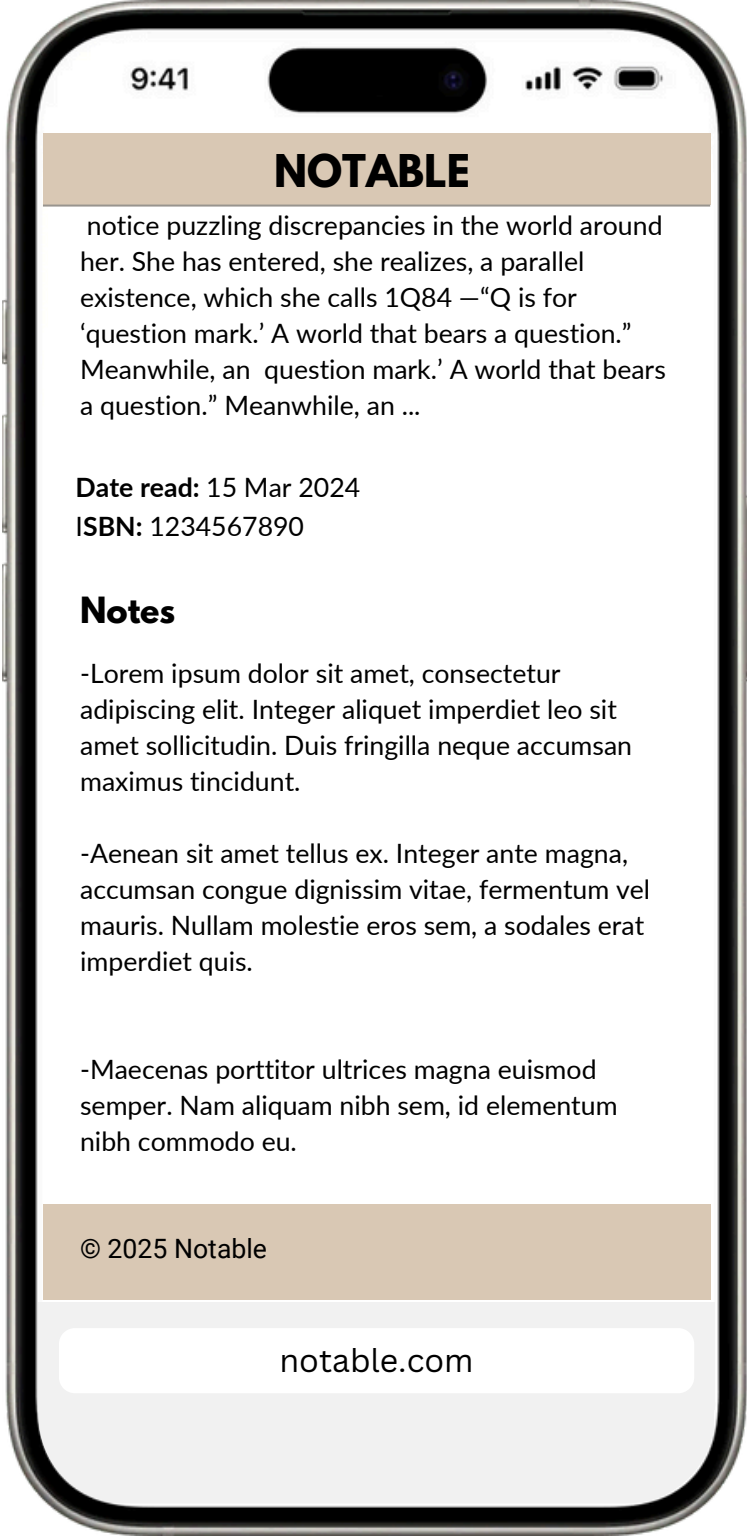 9:41
NOTABLE
notice puzzling discrepancies in the world around
her. She has entered, she realizes, a parallel
existence, which she calls 1Q84 —“Q is for
‘question mark.’ A world that bears a question.”
Meanwhile, an  question mark.’ A world that bears
a question.” Meanwhile, an ...
Date read: 15 Mar 2024
ISBN: 1234567890
Notes
-Lorem ipsum dolor sit amet, consectetur
adipiscing elit. Integer aliquet imperdiet leo sit
amet sollicitudin. Duis fringilla neque accumsan
maximus tincidunt.
-Aenean sit amet tellus ex. Integer ante magna,
accumsan congue dignissim vitae, fermentum vel
mauris. Nullam molestie eros sem, a sodales erat
imperdiet quis.
-Maecenas porttitor ultrices magna euismod
semper. Nam aliquam nibh sem, id elementum
nibh commodo eu.
© 2025 Notable
notable.com